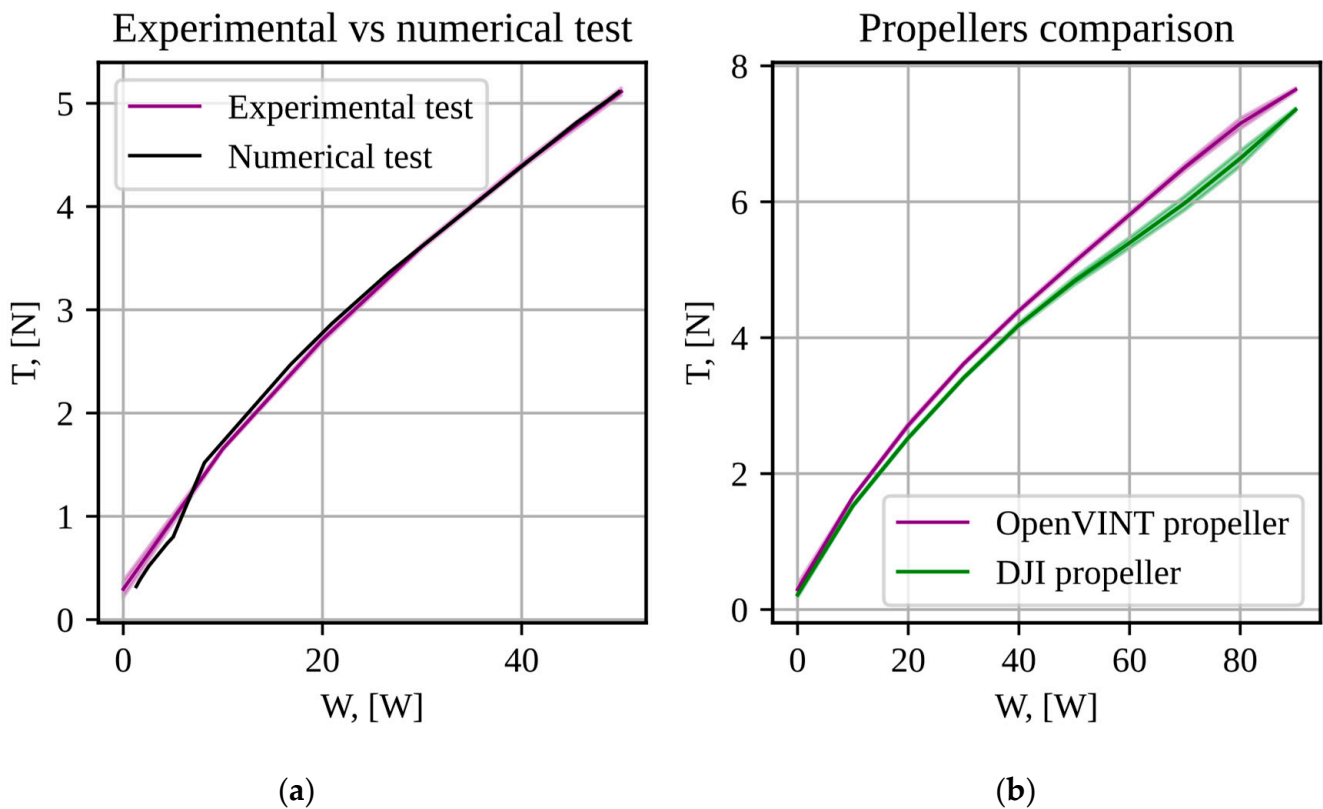 Experimental vs numerical test
Experimental test
Numerical test
5
4
3
2
1
0
T, [N]
0 20 40
W, [W]
(a)
Propellers comparison
8
6
4
2
0
T, [N]
OpenVINT propeller
DJI propeller
0 20 40 60 80
W, [W]
(b)